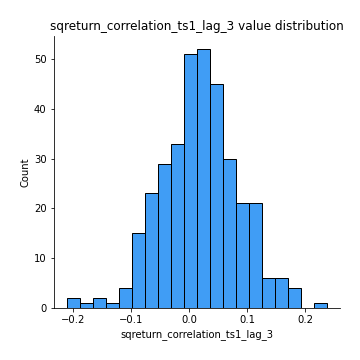 sqreturn_correlation_ts1_lag_3 value distribution
50
40
30
20
10
0
Count
−0.2 −0.1 0.0 0.1 0.2
sqreturn_correlation_ts1_lag_3